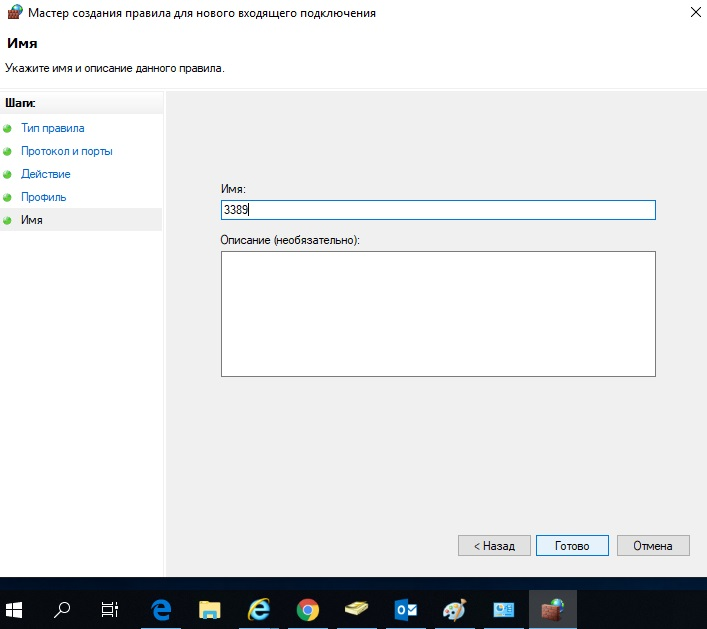 Мастер создания правила для нового входящего подключения
Имя
Укажите имя и описание данного правила.
Шаги:
Тип правила
Протокол и порты
Действие
Профиль
Имя
Имя:
3389
Описание (необязательно):
< Назад Готово Отмена